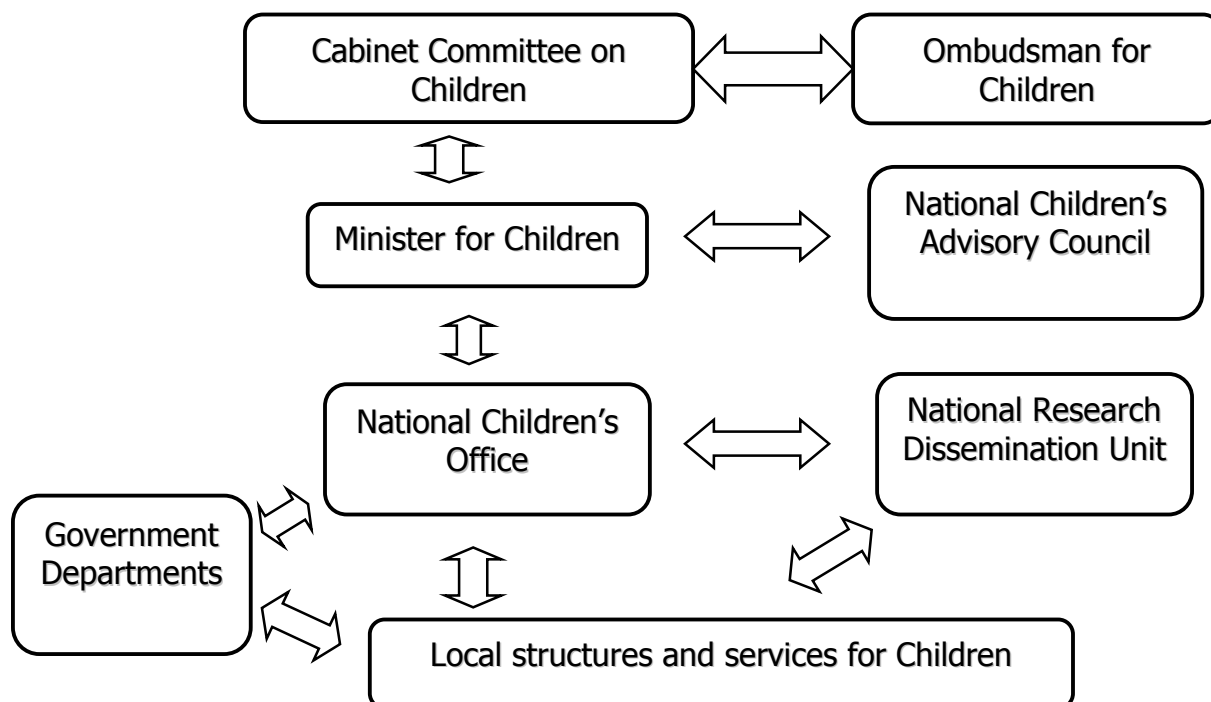 Cabinet Committee on
Children
Ombudsman for
Children
Minister for Children
National Children’s
Advisory Council
National Children’s
Office
National Research
Dissemination Unit
Government
Departments
Local structures and services for Children